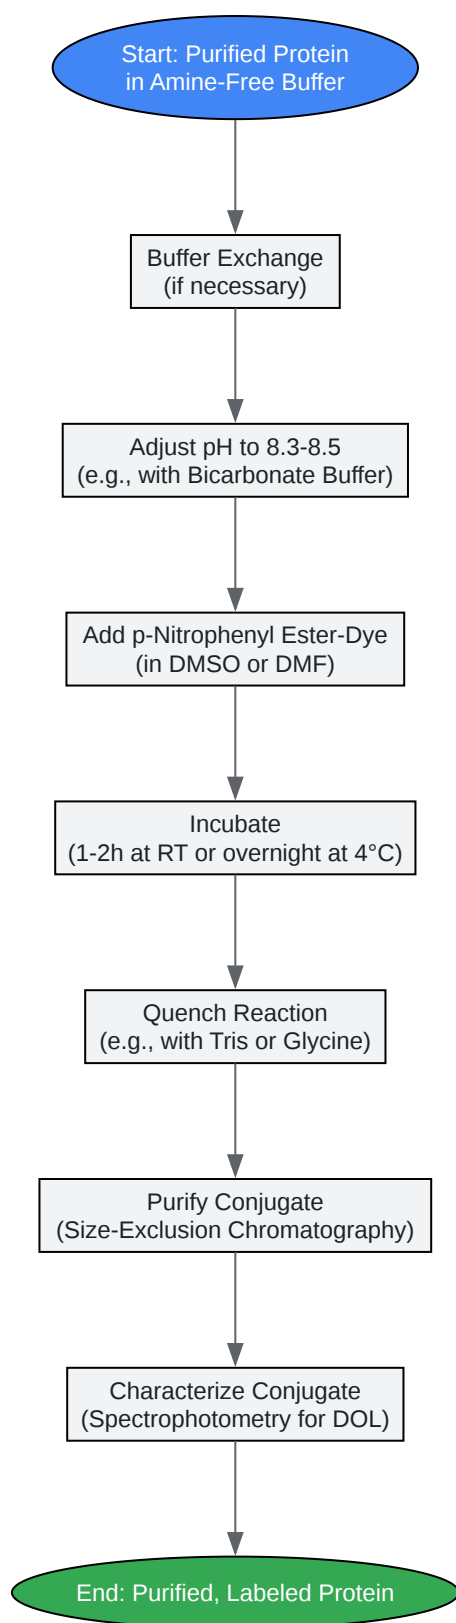 Start: Purified Protein
in Amine-Free Buffer
Buffer Exchange
(if necessary)
Adjust pH to 8.3-8.5
(e.g., with Bicarbonate Buffer)
Add p-Nitrophenyl Ester-Dye
(in DMSO or DMF)
Incubate
(1-2h at RT or overnight at 4°C)
Quench Reaction
(e.g., with Tris or Glycine)
Purify Conjugate
(Size-Exclusion Chromatography)
Characterize Conjugate
(Spectrophotometry for DOL)
End: Purified, Labeled Protein